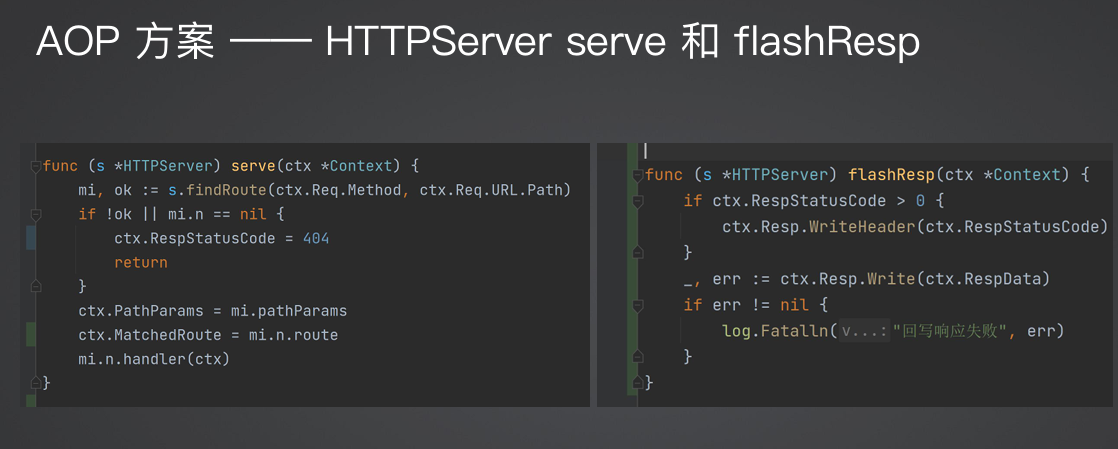 AOP 方案 —— HTTPServer serve 和 flashResp
func (s *HTTPServer) serve(ctx *Context) {
    mi, ok := s.findRoute(ctx.Req.Method, ctx.Req.URL.Path)
    if !ok || mi.n == nil {
        ctx.RespStatusCode = 404
        return
    }
    ctx.PathParams = mi.pathParams
    ctx.MatchedRoute = mi.n.route
    mi.n.handler(ctx)
}
func (s *HTTPServer) flashResp(ctx *Context) {
    if ctx.RespStatusCode > 0 {
        ctx.Resp.WriteHeader(ctx.RespStatusCode)
    }
    _, err := ctx.Resp.Write(ctx.RespData)
    if err != nil {
        log.Fatalln( v...: "回写响应失败", err)
    }
}